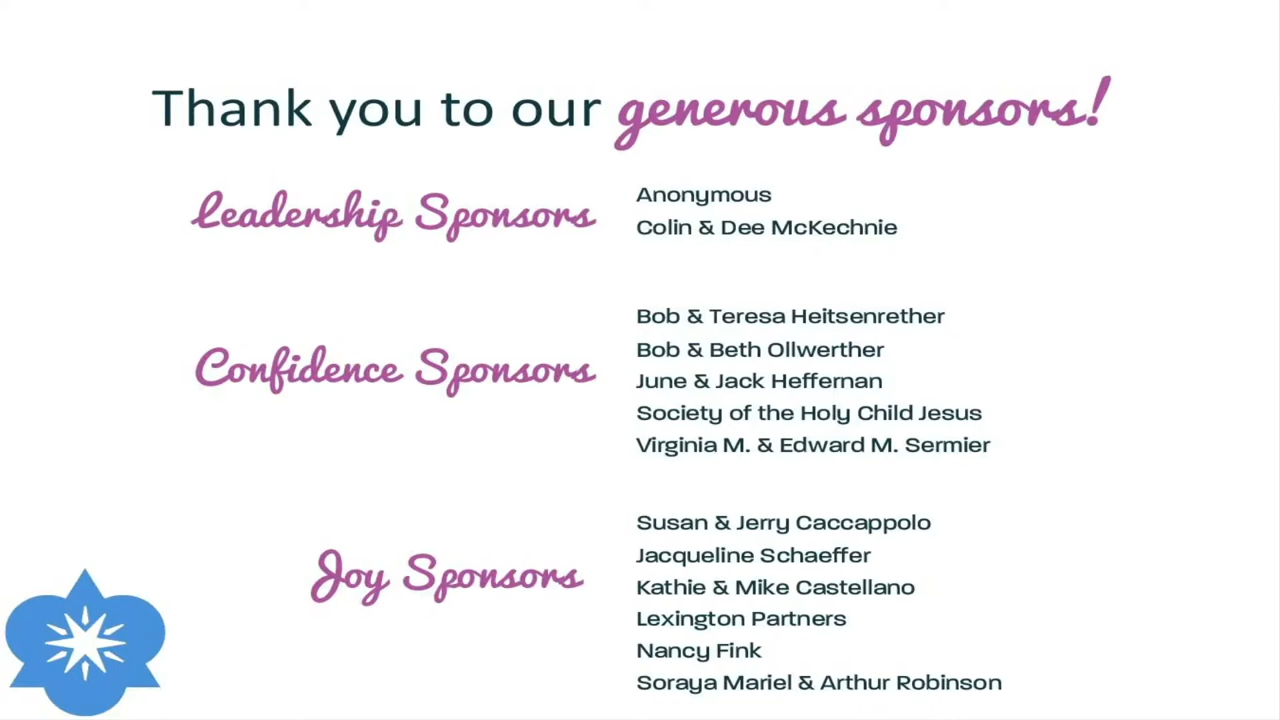 Thank you to our generous sponsors!
Leadership Sponsors
Anonymous
Colin & Dee McKechnie
Confidence Sponsors
Bob & Teresa Heitsenrether
Bob & Beth Ollwerther
June & Jack Heffernan
Society of the Holy Child Jesus
Virginia M. & Edward M. Sermier
Joy Sponsors
Susan & Jerry Caccappolo
Jacqueline Schaeffer
Kathie & Mike Castellano
Lexington Partners
Nancy Fink
Soraya Mariel & Arthur Robinson